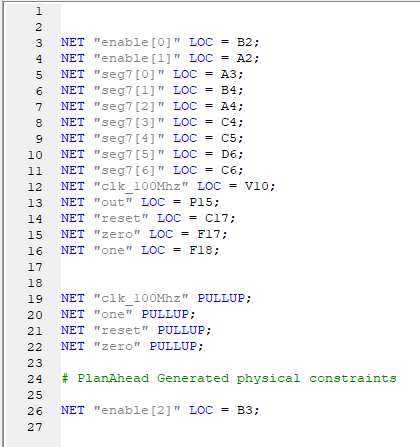 1
2
3 NET "enable[0]" LOC = B2;
4 NET "enable[1]" LOC = A2;
5 NET "seg7[0]" LOC = A3;
6 NET "seg7[1]" LOC = B4;
7 NET "seg7[2]" LOC = A4;
8 NET "seg7[3]" LOC = C4;
9 NET "seg7[4]" LOC = C5;
10 NET "seg7[5]" LOC = D6;
11 NET "seg7[6]" LOC = C6;
12 NET "clk_100Mhz" LOC = V10;
13 NET "out" LOC = P15;
14 NET "reset" LOC = C17;
15 NET "zero" LOC = F17;
16 NET "one" LOC = F18;
17
18
19 NET "clk_100Mhz" PULLUP;
20 NET "one" PULLUP;
21 NET "reset" PULLUP;
22 NET "zero" PULLUP;
23
24 # PlanAhead Generated physical constraints
25
26 NET "enable[2]" LOC = B3;
27